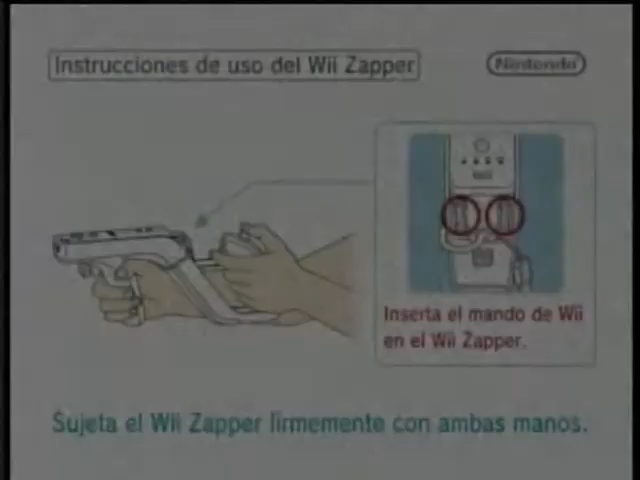 Instrucciones de uso del Wii Zapper
Nintendo
Inserta el mando de Wii
en el Wii Zapper.
Sujeta el Wii Zapper firmemente con ambas manos.